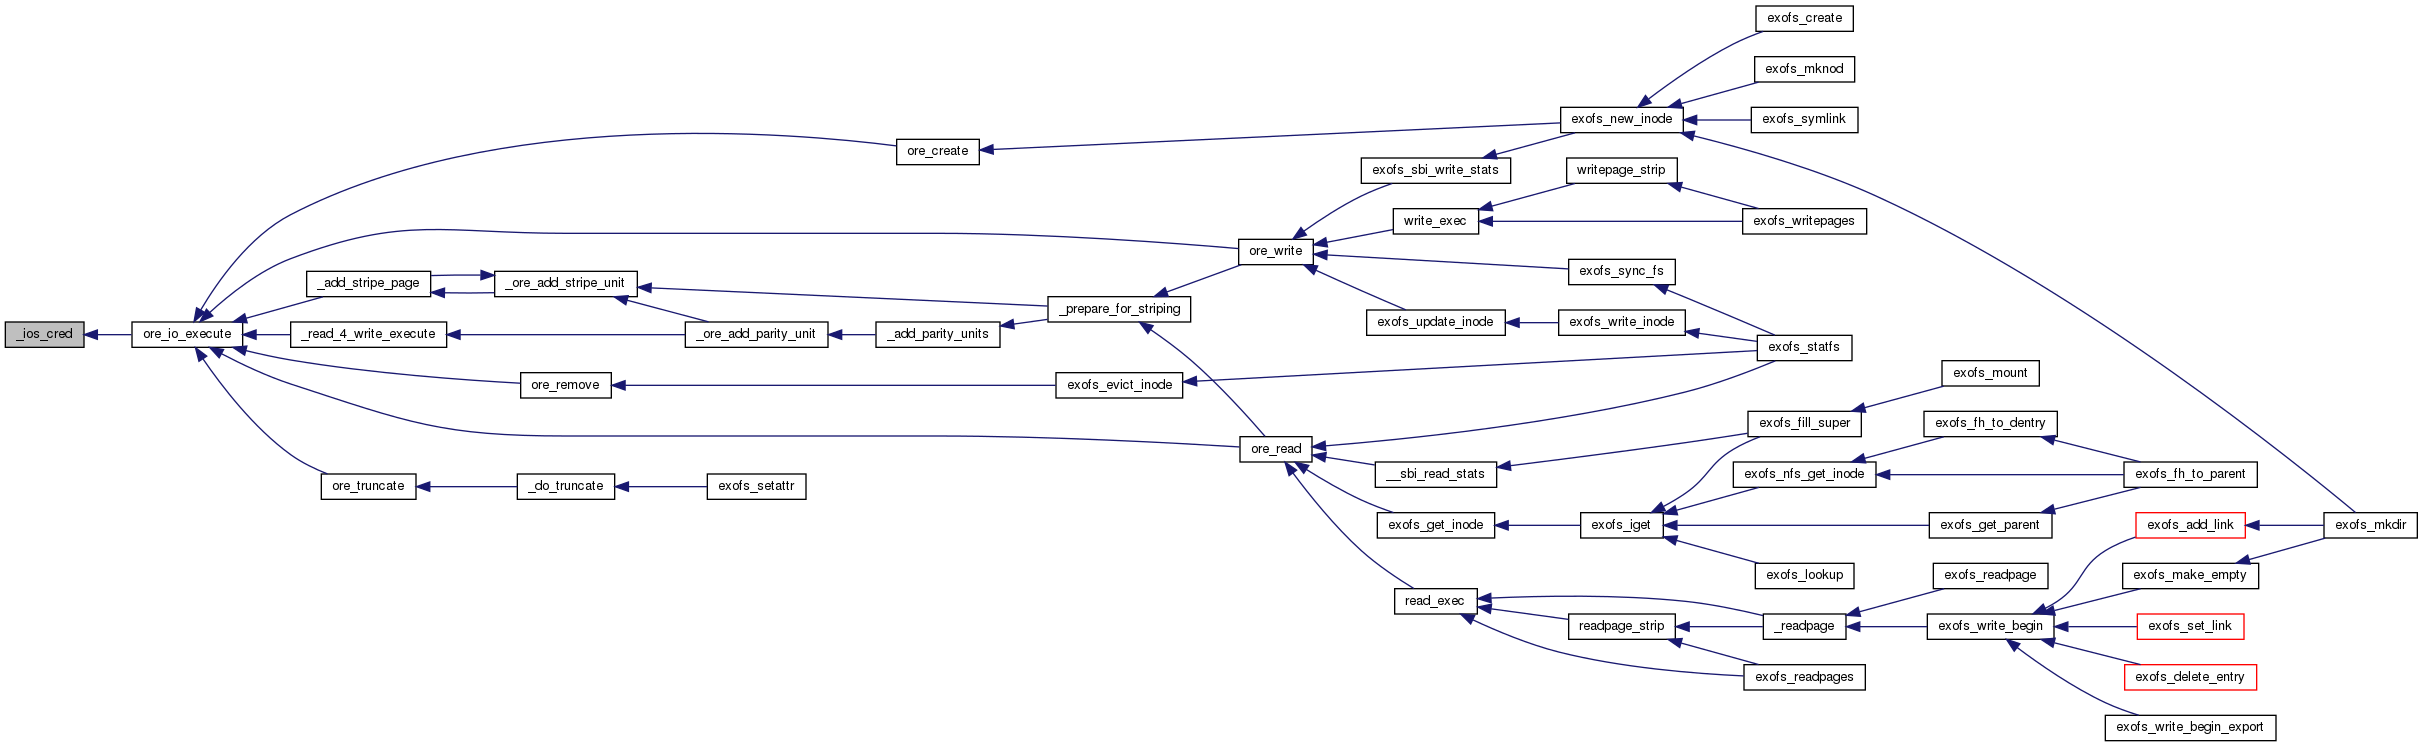 exofs_create
exofs_mknod
exofs_new_inode
exofs_symlink
ore_create
exofs_sbi_write_stats
writepage_strip
write_exec
exofs_writepages
ore_write
exofs_sync_fs
_add_stripe_page
_ore_add_stripe_unit
_prepare_for_striping
exofs_update_inode
exofs_write_inode
_ios_cred
ore_io_execute
_read_4_write_execute
_ore_add_parity_unit
_add_parity_units
exofs_statfs
ore_remove
exofs_evict_inode
exofs_mount
exofs_fill_super
exofs_fh_to_dentry
ore_read
__sbi_read_stats
exofs_nfs_get_inode
exofs_fh_to_parent
ore_truncate
_do_truncate
exofs_setattr
exofs_get_inode
exofs_iget
exofs_get_parent
exofs_add_link
exofs_mkdir
exofs_lookup
exofs_readpage
exofs_make_empty
read_exec
readpage_strip
_readpage
exofs_write_begin
exofs_set_link
exofs_readpages
exofs_delete_entry
exofs_write_begin_export